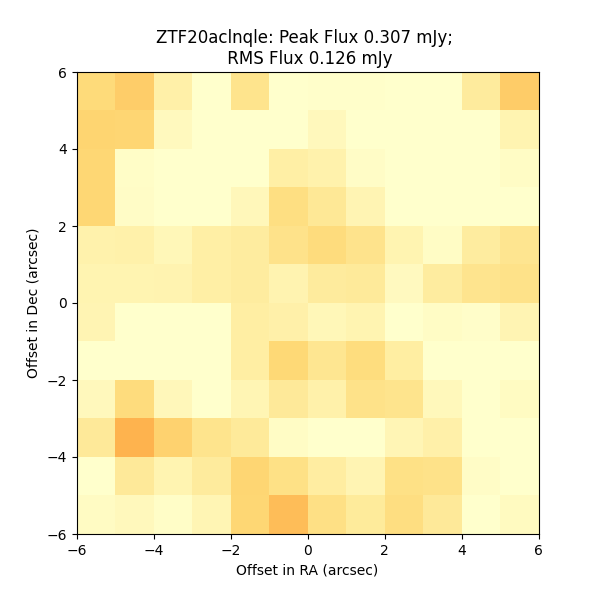 ZTF20aclnqle: Peak Flux 0.307 mJy;
RMS Flux 0.126 mJy
6
4
2
0
−2
−4
−6
Offset in Dec (arcsec)
−6 −4 −2 0 2 4 6
Offset in RA (arcsec)